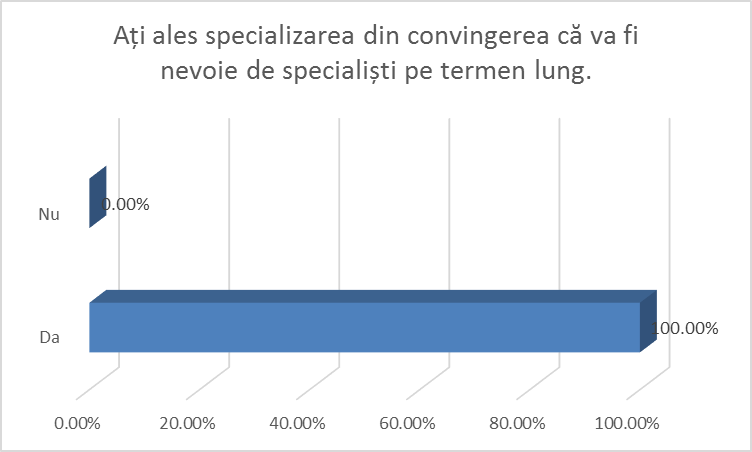 Ați ales specializarea din convingerea că va fi
nevoie de specialiști pe termen lung.
Nu
0.00%
Da
100.00%
0.00% 20.00% 40.00% 60.00% 80.00% 100.00%